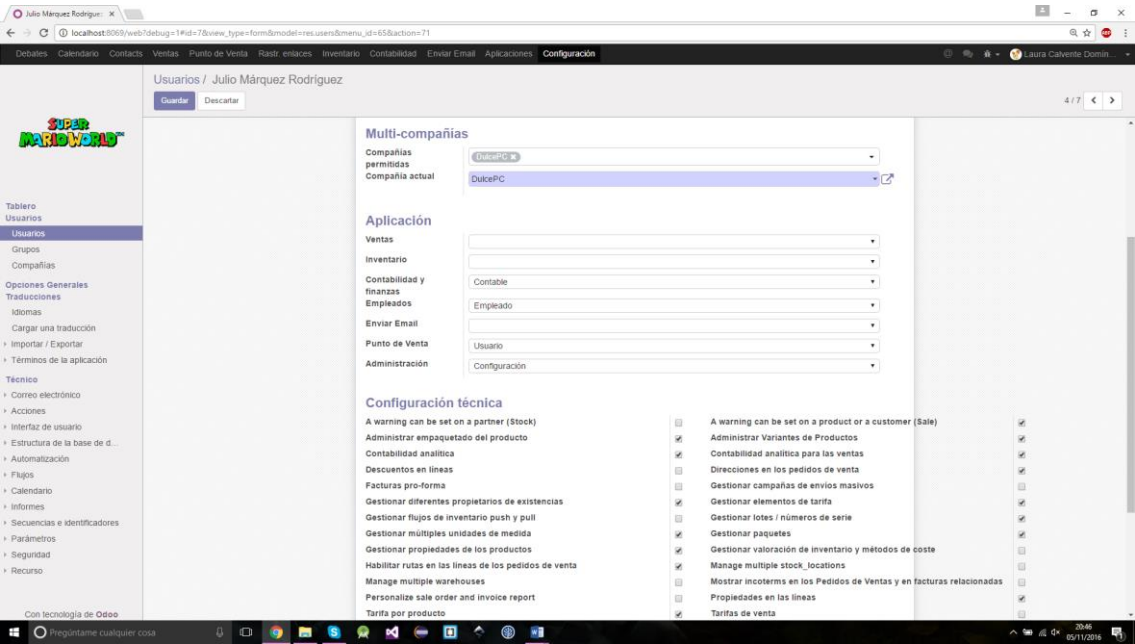 Julio Márquez Rodríguez
localhost:8069/web?debug=1#id=7&view_type=form&model=res.users&menu_id=65&action=71
Debates Calendario Contacts Ventas Punto de Venta Rastr. enlaces Inventario Contabilidad Enviar Email Aplicaciones Configuración Laura Calvente Domín...
Usuarios / Julio Márquez Rodríguez
Guardar Descartar 4 / 7
SUPER
MARIO WORLD
Tablero
Usuarios
Usuarios
Grupos
Compañías
Opciones Generales
Traducciones
Idiomas
Cargar una traducción
Importar / Exportar
Términos de la aplicación
Técnico
Correo electrónico
Acciones
Interfaz de usuario
Estructura de la base de d...
Automatización
Flujos
Calendario
Informes
Secuencias e identificadores
Parámetros
Seguridad
Recurso
Con tecnología de Odoo
Multi-compañías
Compañías permitidas DulcePC
Compañía actual DulcePC
Aplicación
Ventas
Inventario
Contabilidad y finanzas Contable
Empleados Empleado
Enviar Email
Punto de Venta Usuario
Administración Configuración
Configuración técnica
A warning can be set on a partner (Stock) A warning can be set on a product or a customer (Sale)
Administrar empaquetado del producto Administrar Variantes de Productos
Contabilidad analítica Contabilidad analítica para las ventas
Descuentos en líneas Direcciones en los pedidos de venta
Facturas pro-forma Gestionar campañas de envíos masivos
Gestionar diferentes propietarios de existencias Gestionar elementos de tarifa
Gestionar flujos de inventario push y pull Gestionar lotes / números de serie
Gestionar múltiples unidades de medida Gestionar paquetes
Gestionar propiedades de los productos Gestionar valoración de inventario y métodos de coste
Habilitar rutas en las líneas de los pedidos de venta Manage multiple stock_locations
Manage multiple warehouses Mostrar incoterms en los Pedidos de Ventas y en facturas relacionadas
Personalize sale order and invoice report Propiedades en las líneas
Tarifa por producto Tarifas de venta
Pregúntame cualquier cosa
20:46
05/11/2016